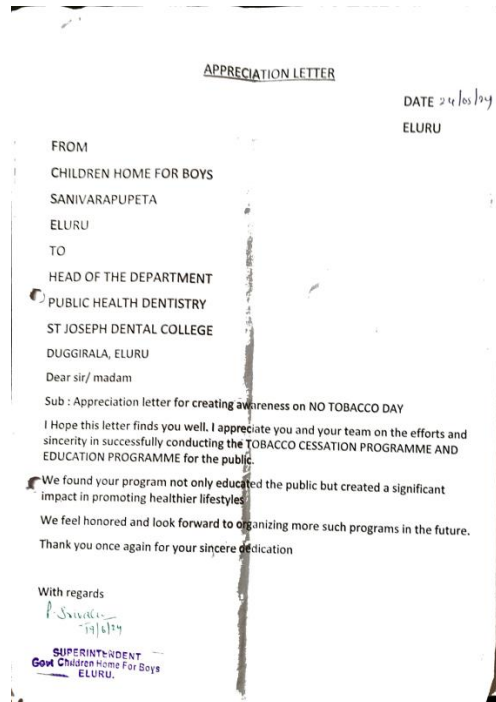 APPRECIATION LETTER
DATE 24/05/24
ELURU
FROM
CHILDREN HOME FOR BOYS
SANIVARAPUPETA
ELURU
TO
HEAD OF THE DEPARTMENT
PUBLIC HEALTH DENTISTRY
ST JOSEPH DENTAL COLLEGE
DUGGIRALA, ELURU
Dear sir/ madam
Sub : Appreciation letter for creating awareness on NO TOBACCO DAY
I Hope this letter finds you well. I appreciate you and your team on the efforts and
sincerity in successfully conducting the TOBACCO CESSATION PROGRAMME AND
EDUCATION PROGRAMME for the public.
We found your program not only educated the public but created a significant
impact in promoting healthier lifestyles
We feel honored and look forward to organizing more such programs in the future.
Thank you once again for your sincere dedication
With regards
SUPERINTENDENT
Govt Children Home For Boys
ELURU.